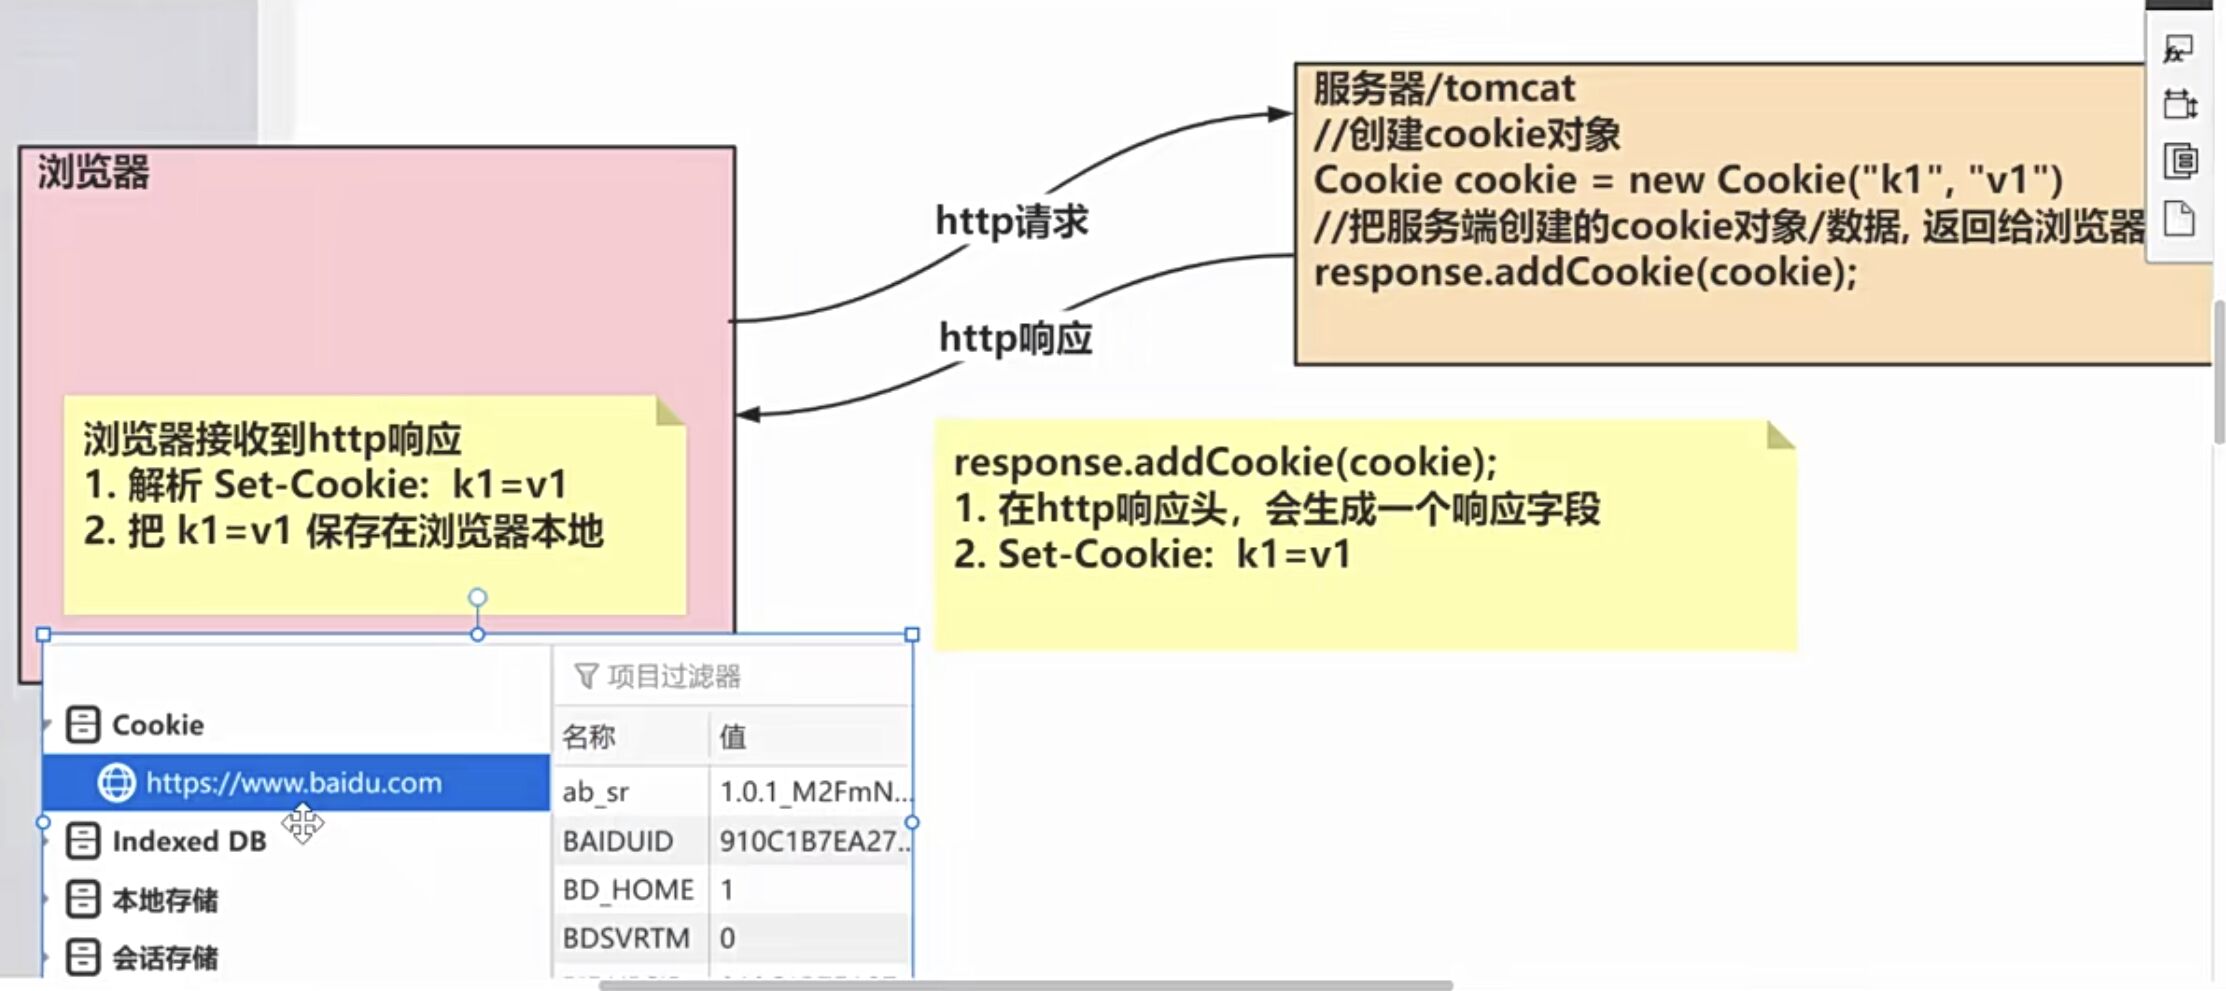 服务器/tomcat
//创建cookie对象
Cookie cookie = new Cookie("k1", "v1")
//把服务端创建的cookie对象/数据, 返回给浏览器
response.addCookie(cookie);
浏览器
http请求
http响应
浏览器接收到http响应
1. 解析 Set-Cookie: k1=v1
2. 把 k1=v1 保存在浏览器本地
response.addCookie(cookie);
1. 在http响应头，会生成一个响应字段
2. Set-Cookie: k1=v1
Cookie
https://www.baidu.com
Indexed DB
本地存储
会话存储
项目过滤器
名称 值
ab_sr 1.0.1_M2FmN...
BAIDUID 910C1B7EA27..
BD_HOME 1
BDSVRTM 0